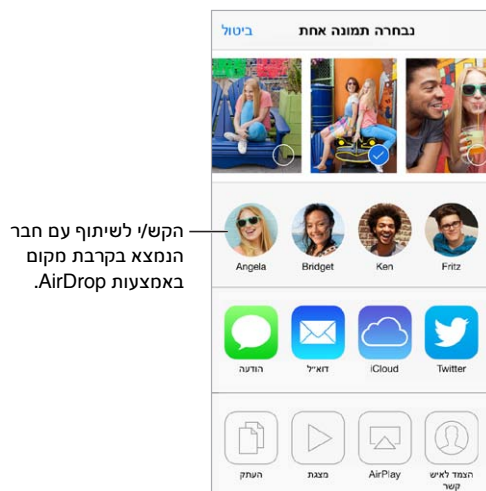 נבחרה תמונה אחת
ביטול
הקש/י לשיתוף עם חבר
הנמצא בקרבת מקום
באמצעות AirDrop.
Angela
Bridget
Ken
Fritz
הודעה
דוא״ל
iCloud
Twitter
העתק
מצגת
AirPlay
הצמד לאיש
קשר